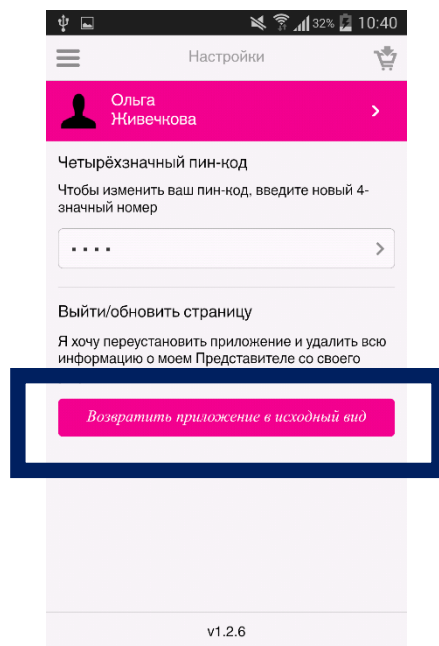 32% 10:40
Настройки
Ольга
Живечкова
Четырёхзначный пин-код
Чтобы изменить ваш пин-код, введите новый 4-
значный номер
Выйти/обновить страницу
Я хочу переустановить приложение и удалить всю
информацию о моем Представителе со своего
Возвратить приложение в исходный вид
v1.2.6